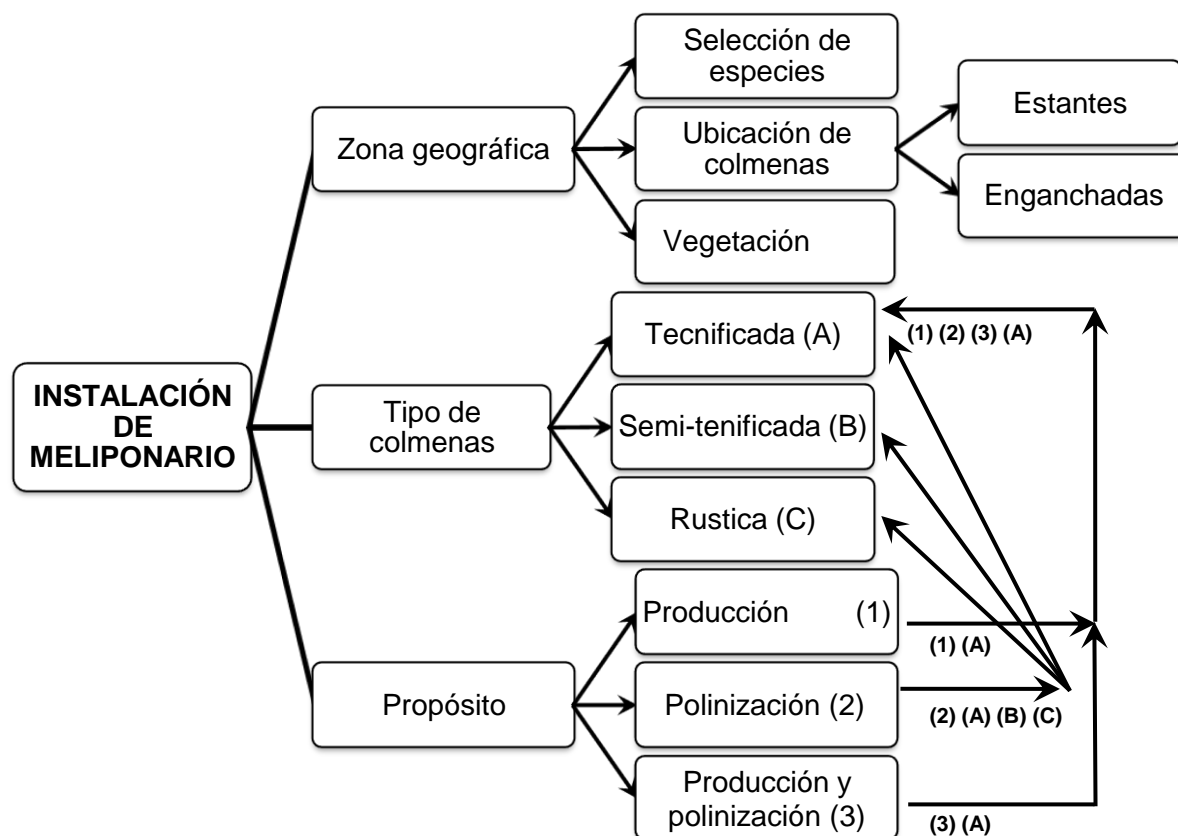 Selección de
especies
Estantes
Zona geográfica
Ubicación de
colmenas
Enganchadas
Vegetación
Tecnificada (A)
(1) (2) (3) (A)
INSTALACIÓN
DE
MELIPONARIO
Tipo de
colmenas
Semi-tenificada (B)
Rustica (C)
Producción (1)
(1) (A)
Propósito
Polinización (2)
(2) (A) (B) (C)
Producción y
polinización (3)
(3) (A)